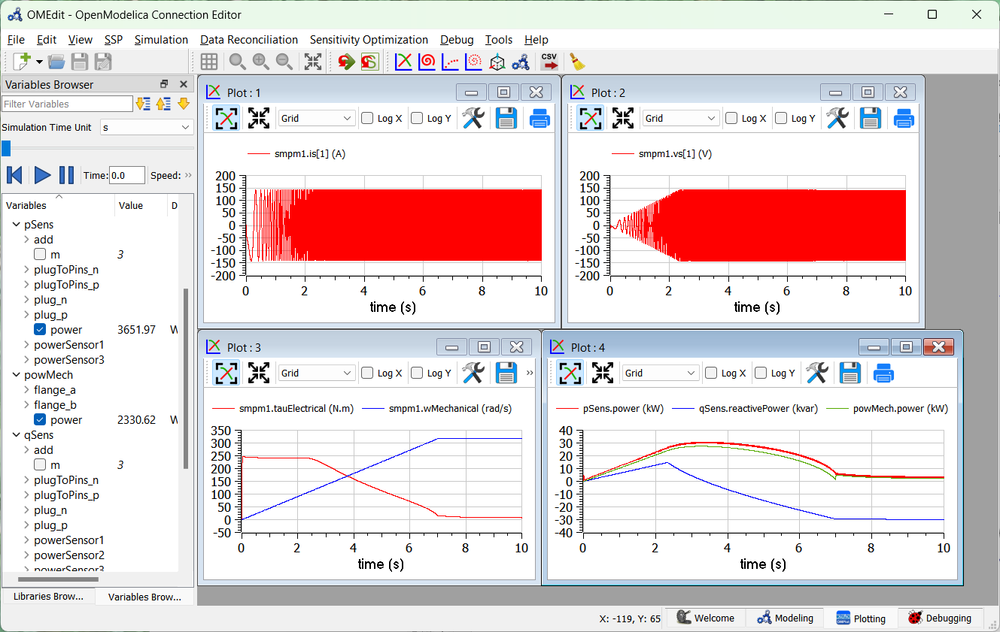 OMEdit - OpenModelica Connection Editor
File Edit View SSP Simulation Data Reconciliation Sensitivity Optimization Debug Tools Help
CSV
Variables Browser
Filter Variables
Simulation Time Unit s
Time: 0.0 Speed: »
Variables Value D
pSens
add
m 3
plugToPins_n
plugToPins_p
plug_n
plug_p
power 3651.97 W
powerSensor1
powerSensor3
powMech
flange_a
flange_b
power 2330.62 W
qSens
add
m 3
plugToPins_n
plugToPins_p
plug_n
plug_p
powerSensor1
powerSensor2
powerSensor3
Libraries Brow... Variables Brow...
Plot : 1
Grid Log X Log Y
smpm1.is[1] (A)
200
150
100
50
0
-50
-100
-150
-200
0 2 4 6 8 10
time (s)
Plot : 2
Grid Log X Log Y
smpm1.vs[1] (V)
200
150
100
50
0
-50
-100
-150
-200
0 2 4 6 8 10
time (s)
Plot : 3
Grid Log X Log Y »
smpm1.tauElectrical (N.m) smpm1.wMechanical (rad/s)
350
300
250
200
150
100
50
0
-50
0 2 4 6 8 10
time (s)
Plot : 4
Grid Log X Log Y
pSens.power (kW) qSens.reactivePower (kvar) powMech.power (kW)
40
30
20
10
0
-10
-20
-30
-40
0 2 4 6 8 10
time (s)
X: -119, Y: 65 Welcome Modeling Plotting Debugging